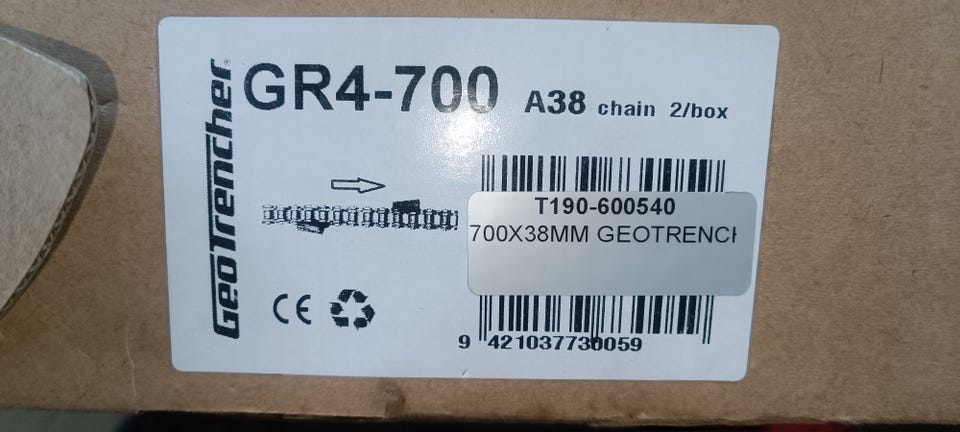 GeoTrencher®
GR4-700 A38 chain 2/box
T190-600540
700X38MM GEOTRENCH
CE
9 421037730059